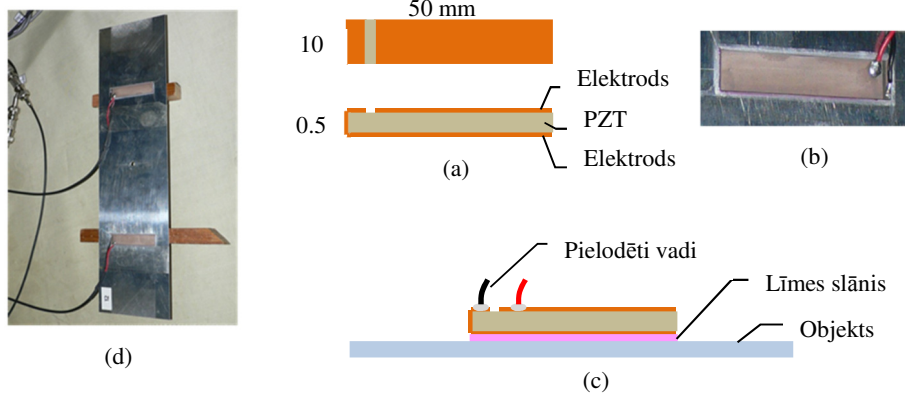 50 mm
10
Elektrods
PZT
0.5
Elektrods
(a)
(b)
Pielodēti vadi
Līmes slānis
Objekts
(c)
(d)